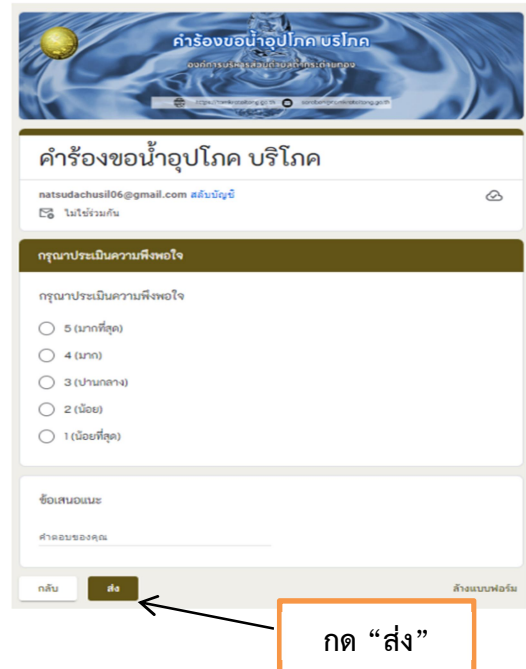 คำร้องขอน้ำอุปโภค บริโภค
คำร้องขอน้ำอุปโภค บริโภค
natsudachusil06@gmail.com สลับบัญชี
ไม่ใช่ร่วมกัน
กรุณาประเมินความพึงพอใจ
กรุณาประเมินความพึงพอใจ
5 (มากที่สุด)
4 (มาก)
3 (ปานกลาง)
2 (น้อย)
1 (น้อยที่สุด)
ข้อเสนอแนะ
คำตอบของคุณ
กลับ
ส่ง
ล้างแบบฟอร์ม
กด “ส่ง”